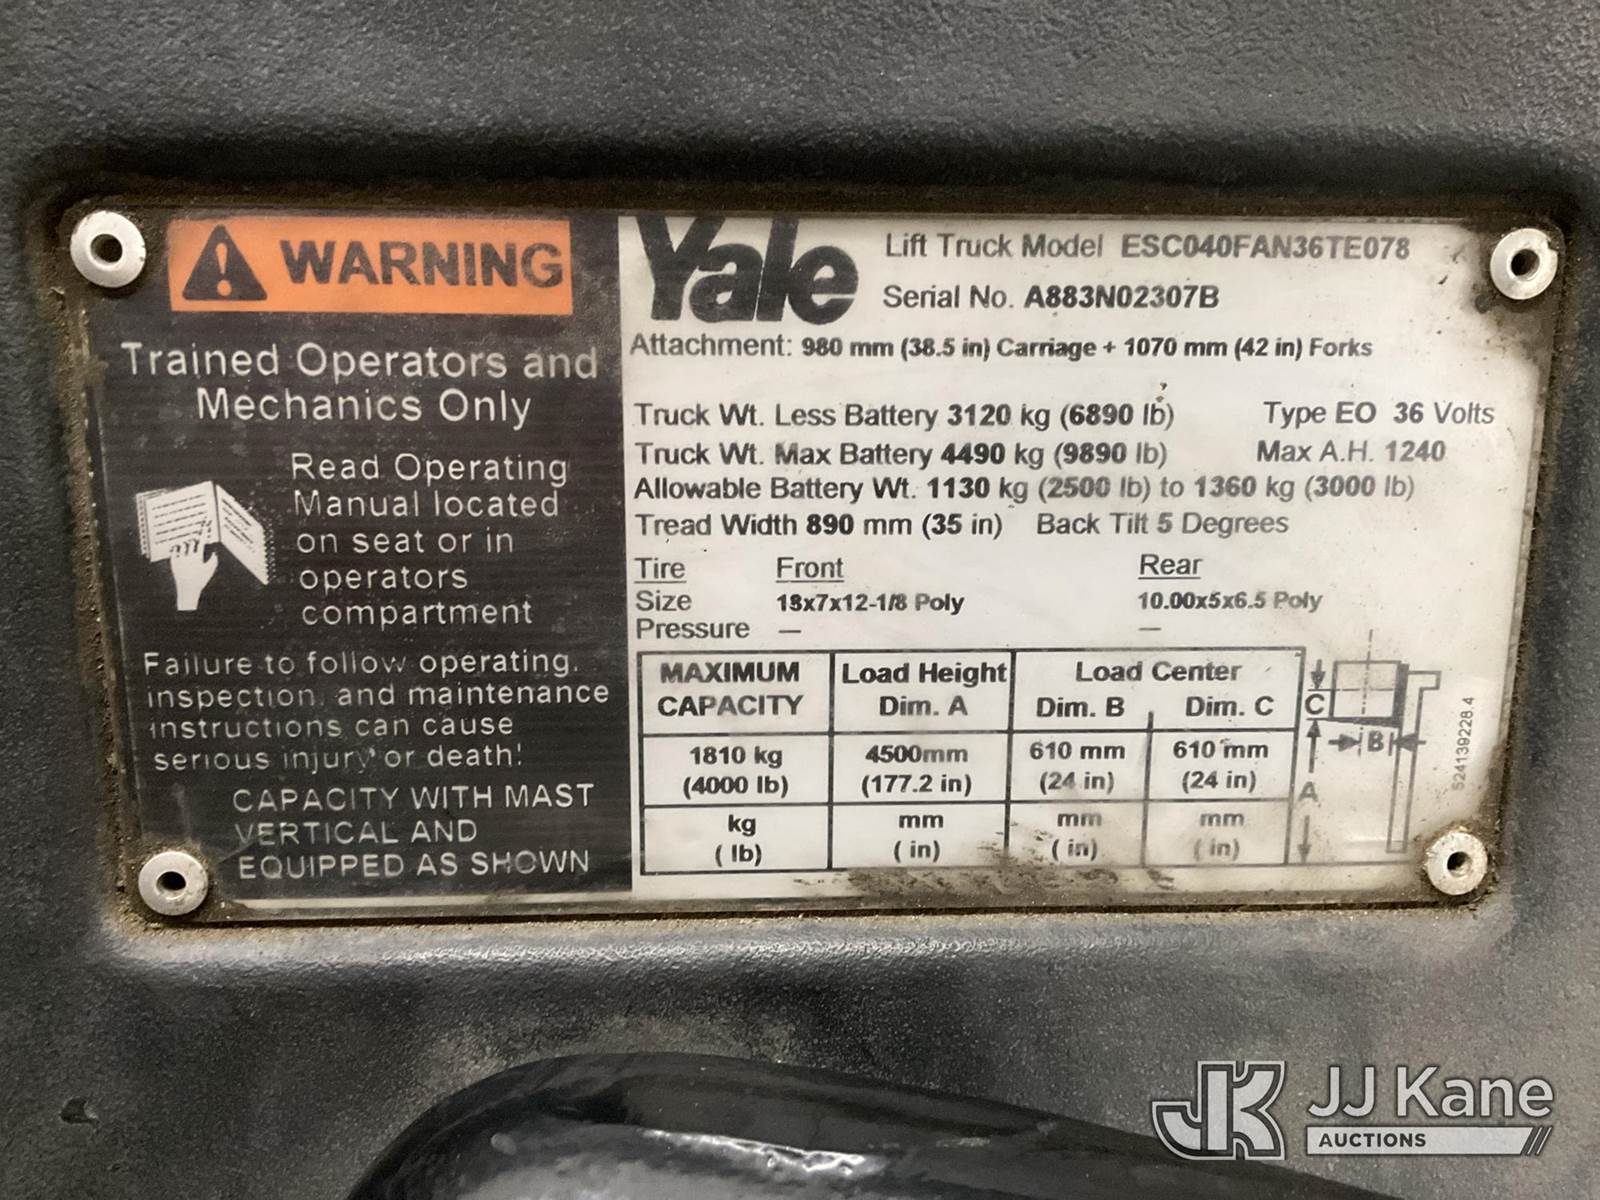 WARNING
Trained Operators and
Mechanics Only
Read Operating
Manual located
on seat or in
operators
compartment
Failure to follow operating,
inspection, and maintenance
instructions can cause
serious injury or death!
CAPACITY WITH MAST
VERTICAL AND
EQUIPPED AS SHOWN
Yale
Lift Truck Model ESC040FAN36TE078
Serial No. A883N02307B
Attachment: 980 mm (38.5 in) Carriage + 1070 mm (42 in) Forks
Truck Wt. Less Battery 3120 kg (6890 lb) Type EO 36 Volts
Truck Wt. Max Battery 4490 kg (9890 lb) Max A.H. 1240
Allowable Battery Wt. 1130 kg (2500 lb) to 1360 kg (3000 lb)
Tread Width 890 mm (35 in) Back Tilt 5 Degrees
Tire Front Rear
Size 18x7x12-1/8 Poly 10.00x5x6.5 Poly
Pressure — —
MAXIMUM Load Height Load Center
CAPACITY Dim. A Dim. B Dim. C
1810 kg 4500mm 610 mm 610 mm
(4000 lb) (177.2 in) (24 in) (24 in)
kg mm mm mm
( lb) ( in) ( in) ( in)
C
B
A
524139228.4
JK JJ Kane
AUCTIONS